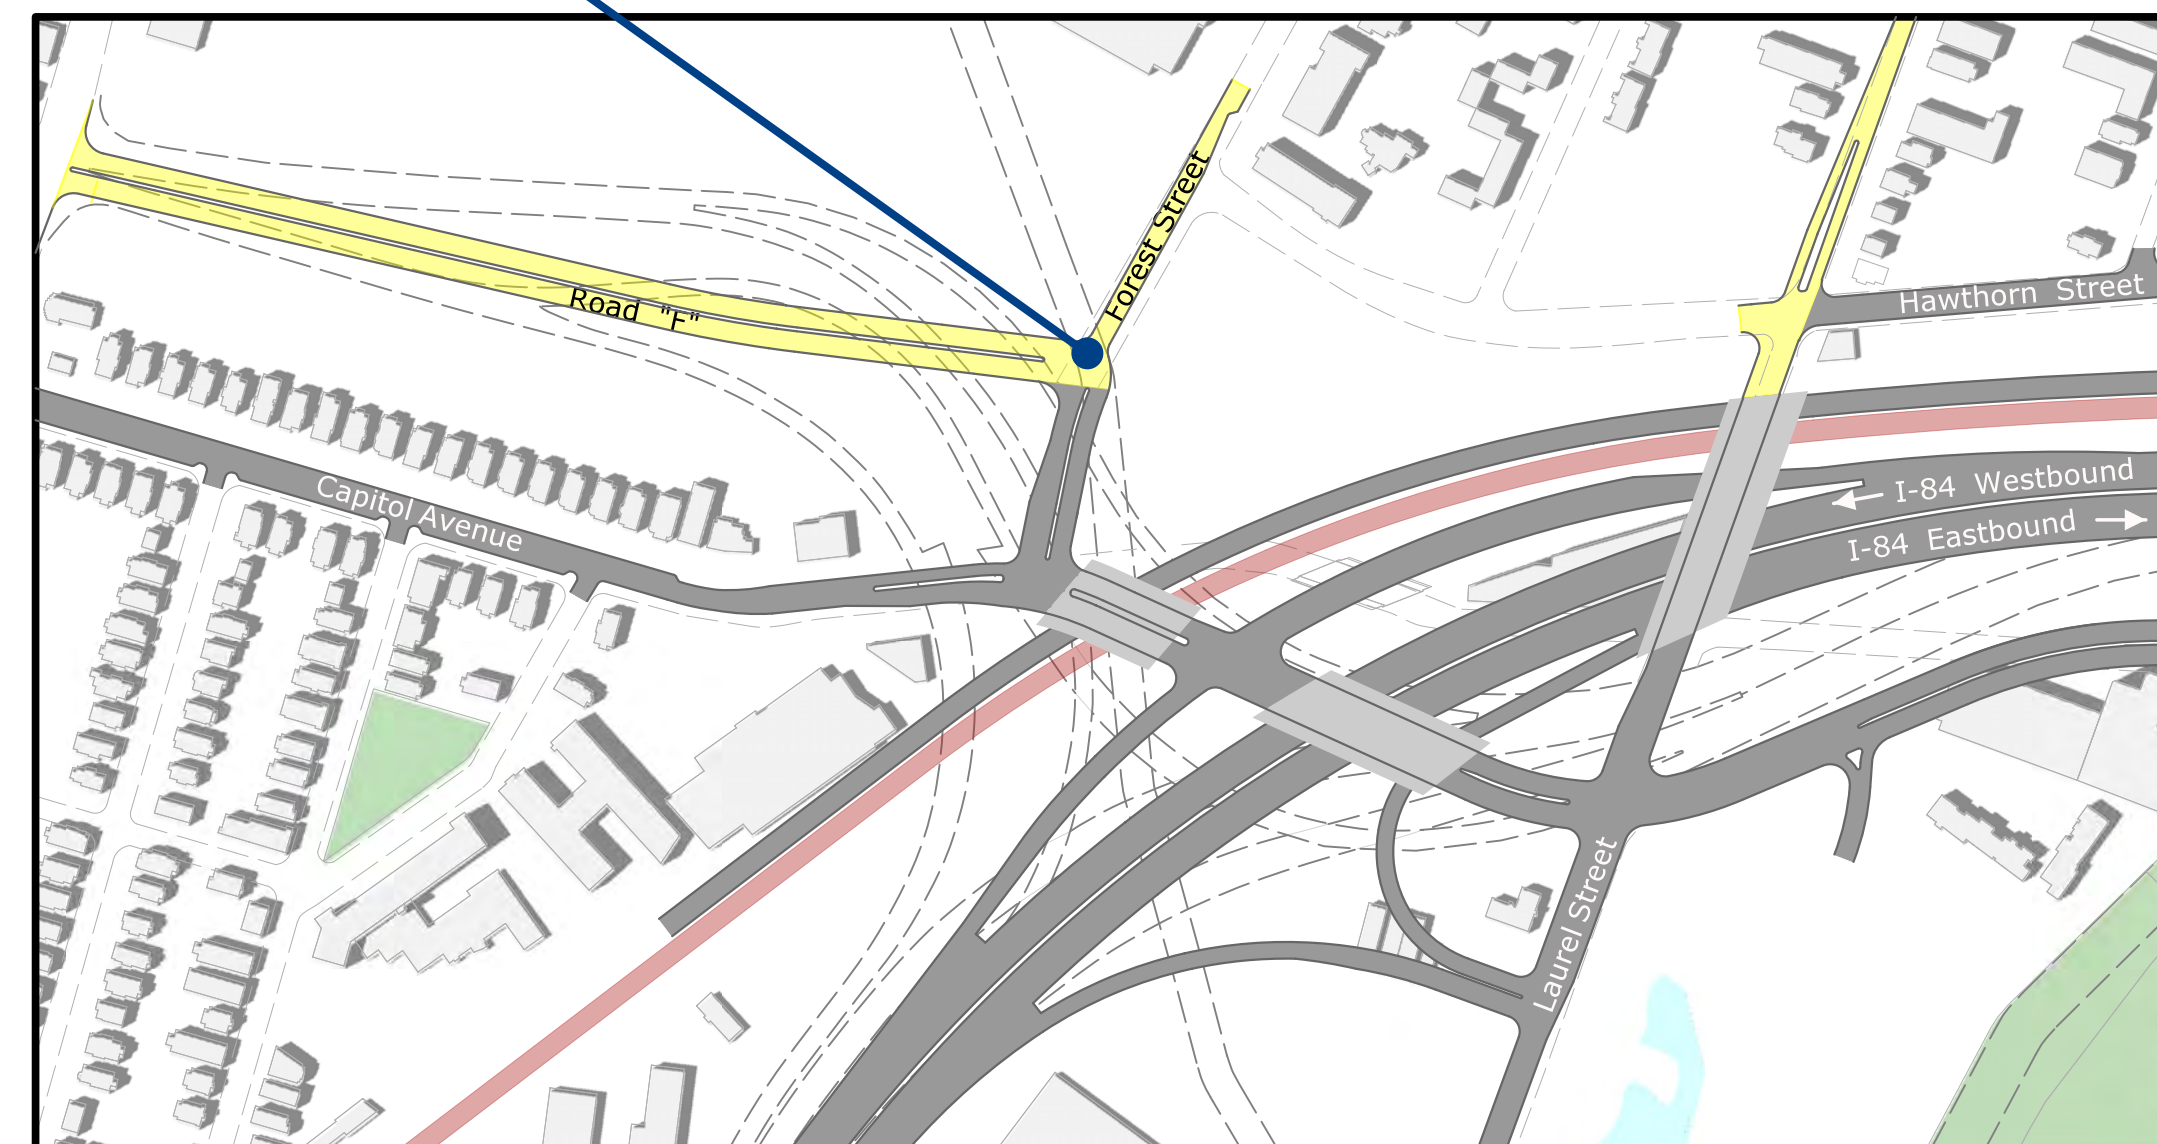 Forest Street
Road "F"
Hawthorn Street
Capitol Avenue
I-84 Westbound
I-84 Eastbound
Laurel Street